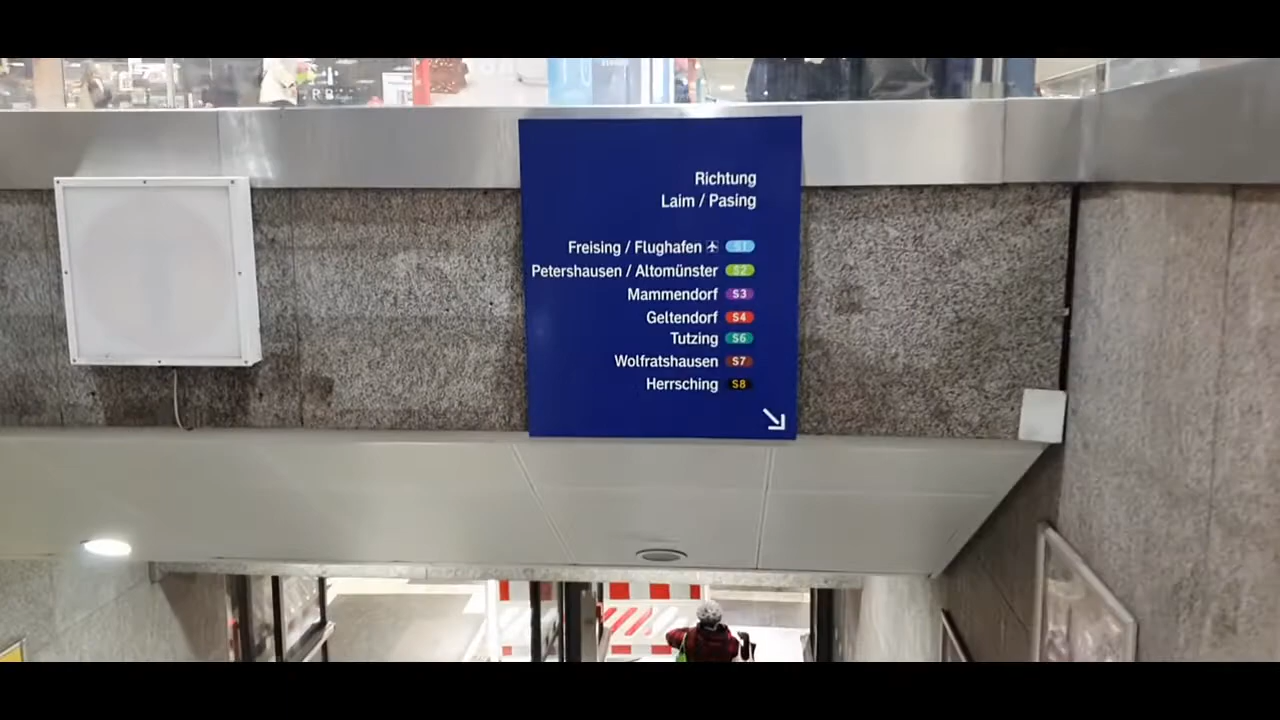 Richtung
Laim / Pasing
Freising / Flughafen S1
Petershausen / Altomünster S2
Mammendorf S3
Geltendorf S4
Tutzing S6
Wolfratshausen S7
Herrsching S8